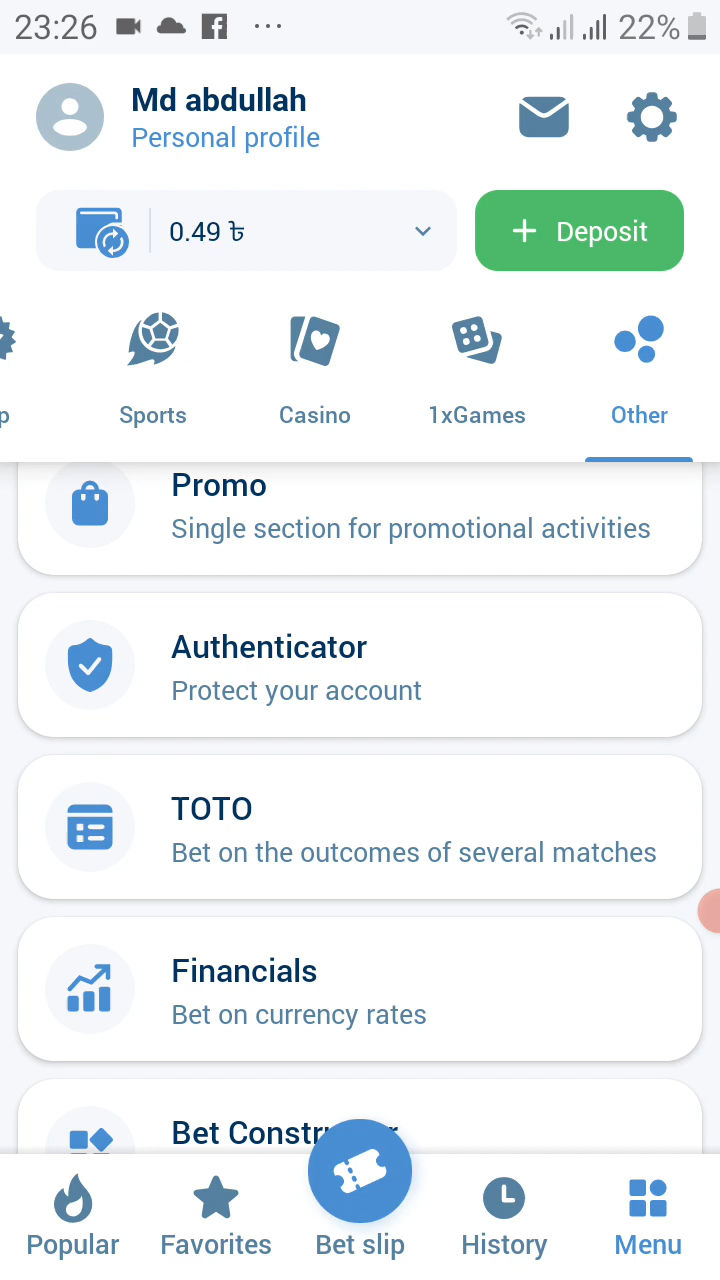 23:26
22%
Md abdullah
Personal profile
0.49 ৳
+ Deposit
p
Sports
Casino
1xGames
Other
Promo
Single section for promotional activities
Authenticator
Protect your account
TOTO
Bet on the outcomes of several matches
Financials
Bet on currency rates
Bet Constr
Popular
Favorites
Bet slip
History
Menu